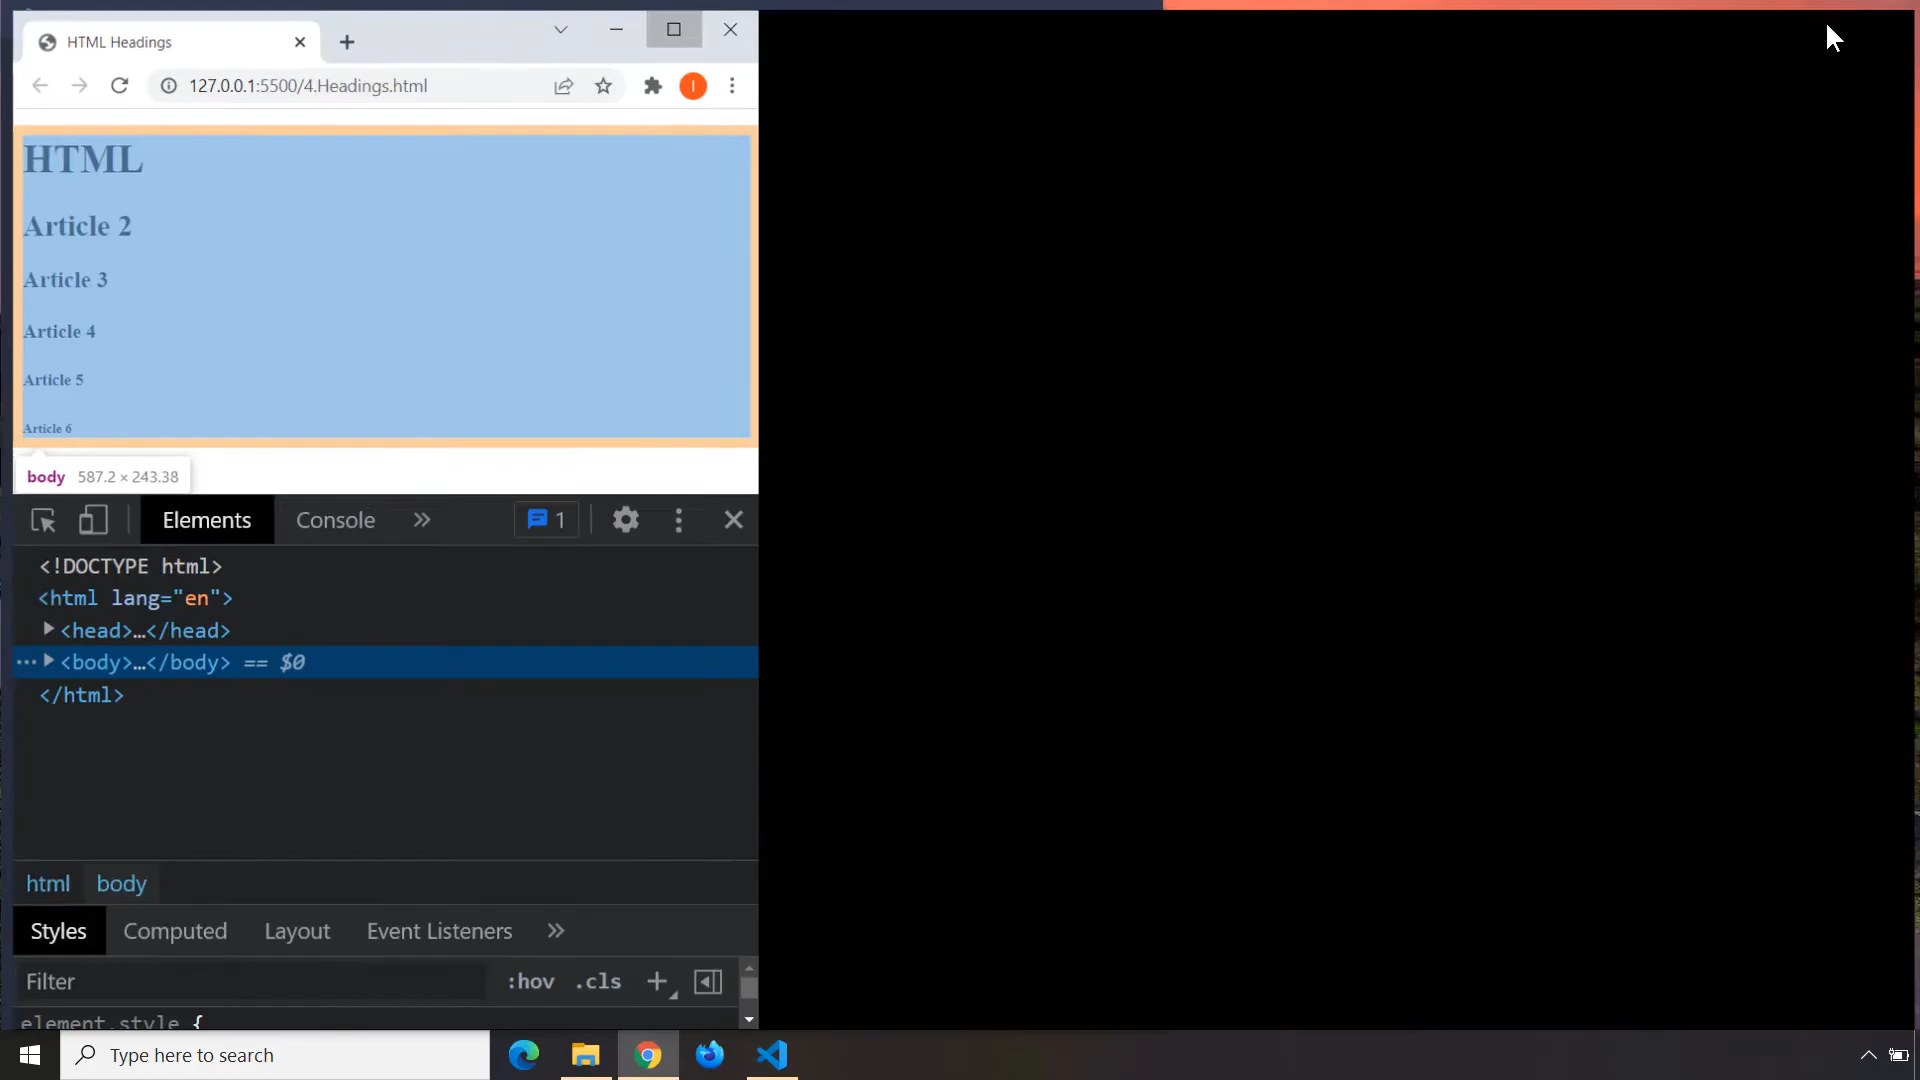 HTML Headings
127.0.0.1:5500/4.Headings.html
I
HTML
Article 2
Article 3
Article 4
Article 5
Article 6
body 587.2 × 243.38
Elements Console » 1
<!DOCTYPE html>
<html lang="en">
<head>…</head>
<body>…</body> == $0
</html>
html body
Styles Computed Layout Event Listeners »
Filter :hov .cls +
element.style {
Type here to search